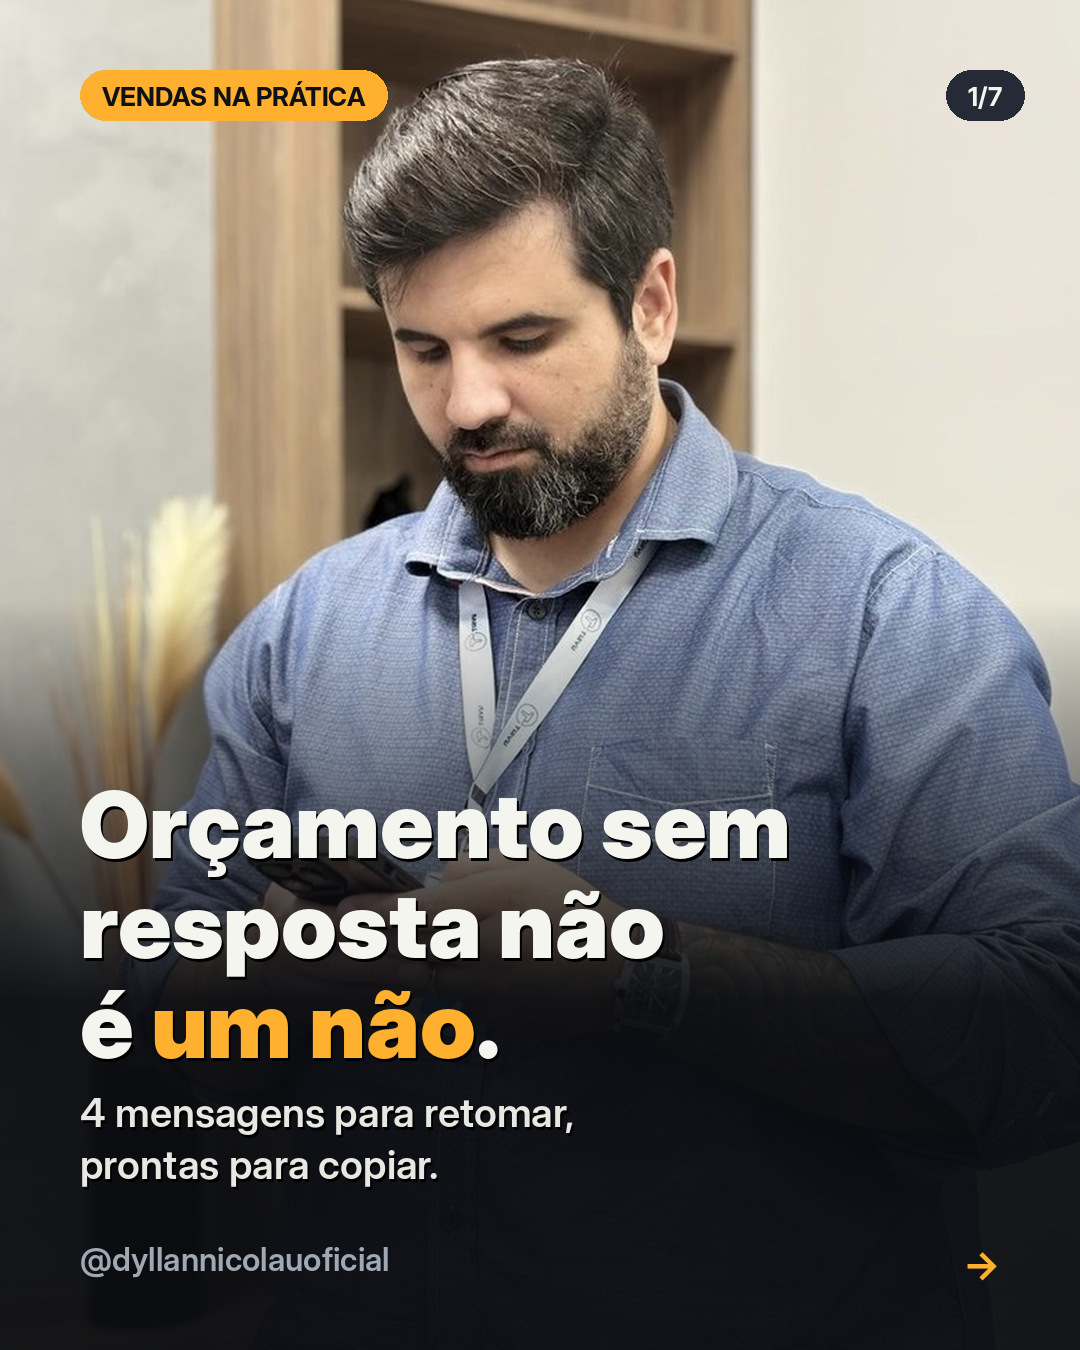 VENDAS NA PRÁTICA
1/7
Orçamento sem
resposta não
é um não.
4 mensagens para retomar,
prontas para copiar.
@dyllannicolauoficial
→